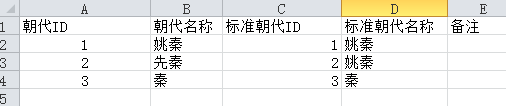 A B C D E
1 朝代ID 朝代名称 标准朝代ID 标准朝代名称 备注
2 1 姚秦 1 姚秦
3 2 先秦 2 姚秦
4 3 秦 3 秦
5